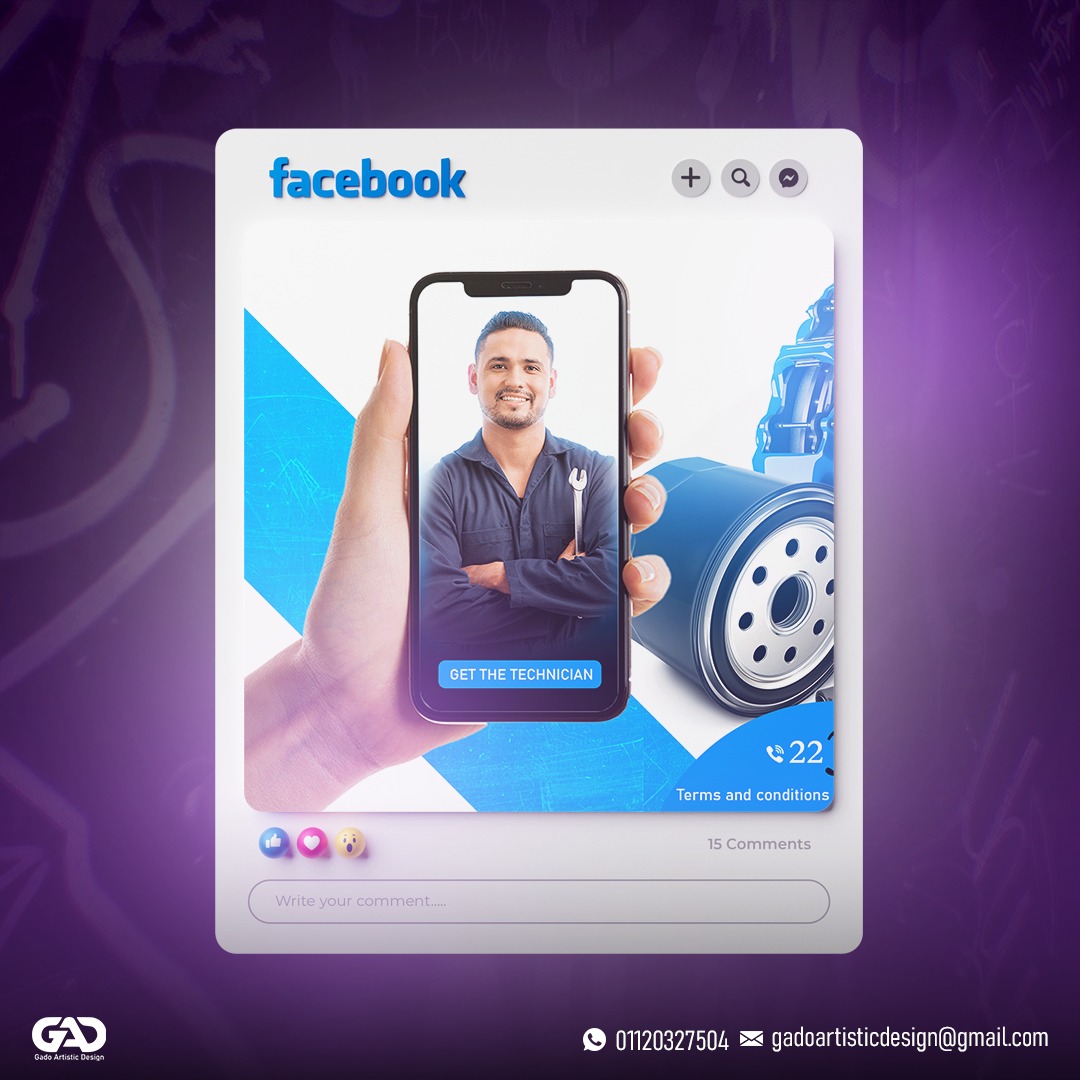 facebook
GET THE TECHNICIAN
22
Terms and conditions
15 Comments
Write your comment.....
GAD
Gado Artistic Design
01120327504 gadoartisticdesign@gmail.com